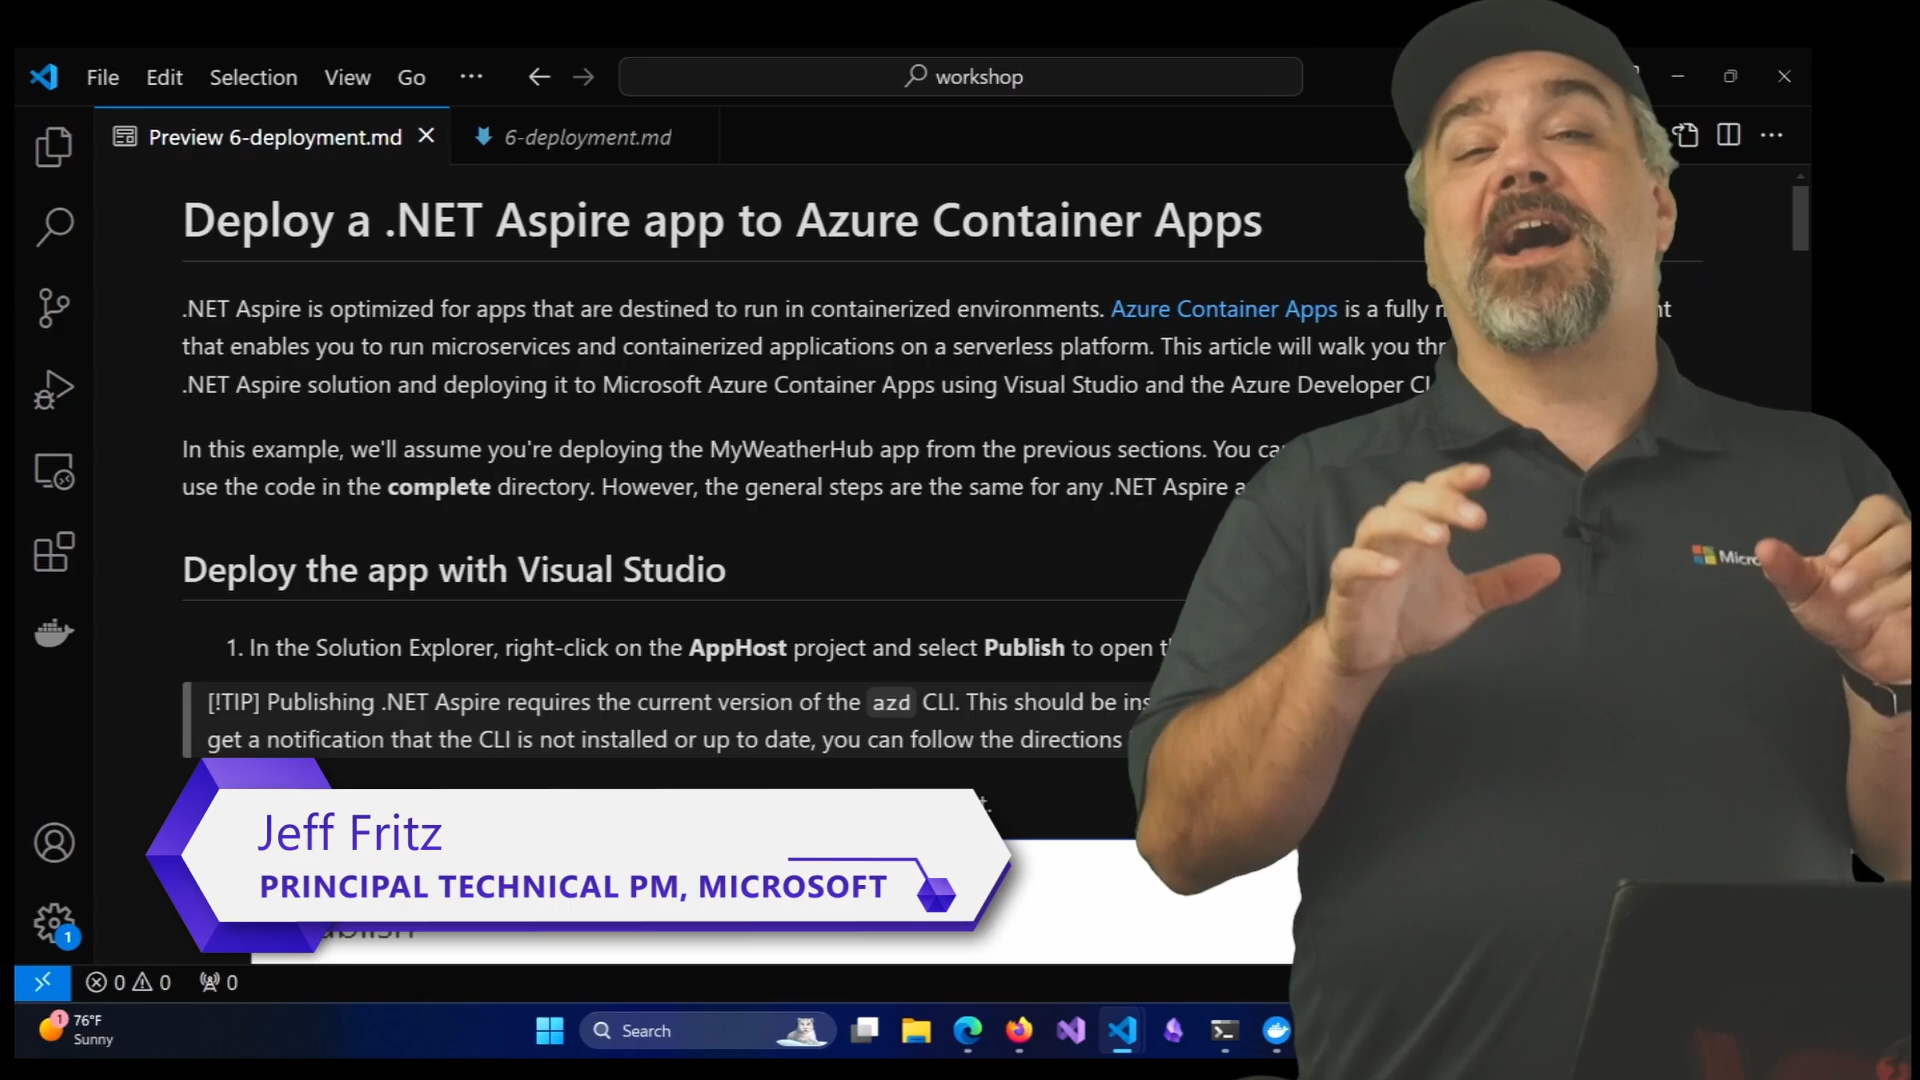 File Edit Selection View Go ... workshop
Preview 6-deployment.md 6-deployment.md
Deploy a .NET Aspire app to Azure Container Apps
.NET Aspire is optimized for apps that are destined to run in containerized environments. Azure Container Apps is a fully
that enables you to run microservices and containerized applications on a serverless platform. This article will walk you
.NET Aspire solution and deploying it to Microsoft Azure Container Apps using Visual Studio and the Azure Developer
In this example, we'll assume you're deploying the MyWeatherHub app from the previous sections. You
use the code in the complete directory. However, the general steps are the same for any .NET Aspire
Deploy the app with Visual Studio
1. In the Solution Explorer, right-click on the AppHost project and select Publish to open
[!TIP] Publishing .NET Aspire requires the current version of the azd CLI. This should be
get a notification that the CLI is not installed or up to date, you can follow the directions
Jeff Fritz
PRINCIPAL TECHNICAL PM, MICROSOFT
1
0 0 0
1
76°F
Sunny
Search